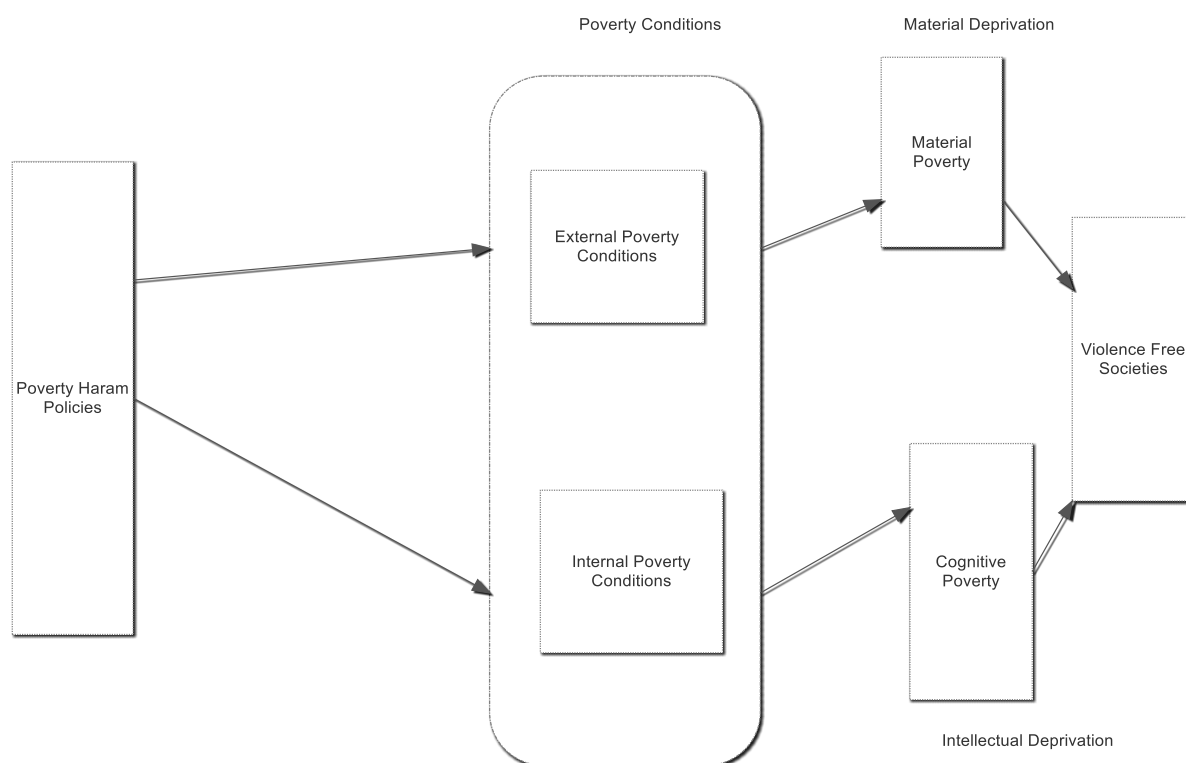 Poverty Conditions
Material Deprivation
Material
Poverty
External Poverty
Conditions
Poverty Haram
Policies
Violence Free
Societies
Internal Poverty
Conditions
Cognitive
Poverty
Intellectual Deprivation